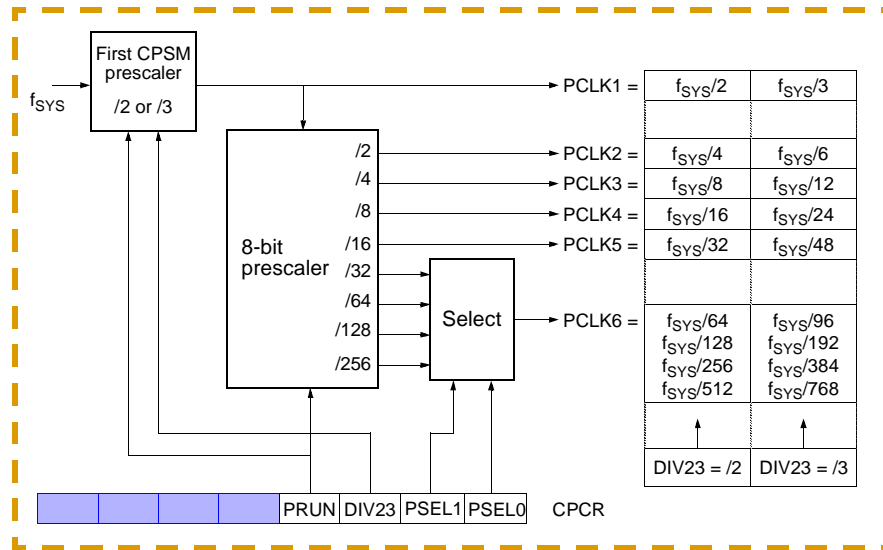 First CPSM
prescaler
/2 or /3
fSYS
PCLK1 =
fSYS/2
fSYS/3
8-bit
prescaler
/2
PCLK2 =
fSYS/4
fSYS/6
/4
PCLK3 =
fSYS/8
fSYS/12
/8
PCLK4 =
fSYS/16
fSYS/24
/16
PCLK5 =
fSYS/32
fSYS/48
/32
/64
/128
/256
Select
PCLK6 =
fSYS/64
fSYS/96
fSYS/128
fSYS/192
fSYS/256
fSYS/384
fSYS/512
fSYS/768
DIV23 = /2
DIV23 = /3
PRUN
DIV23
PSEL1
PSEL0
CPCR